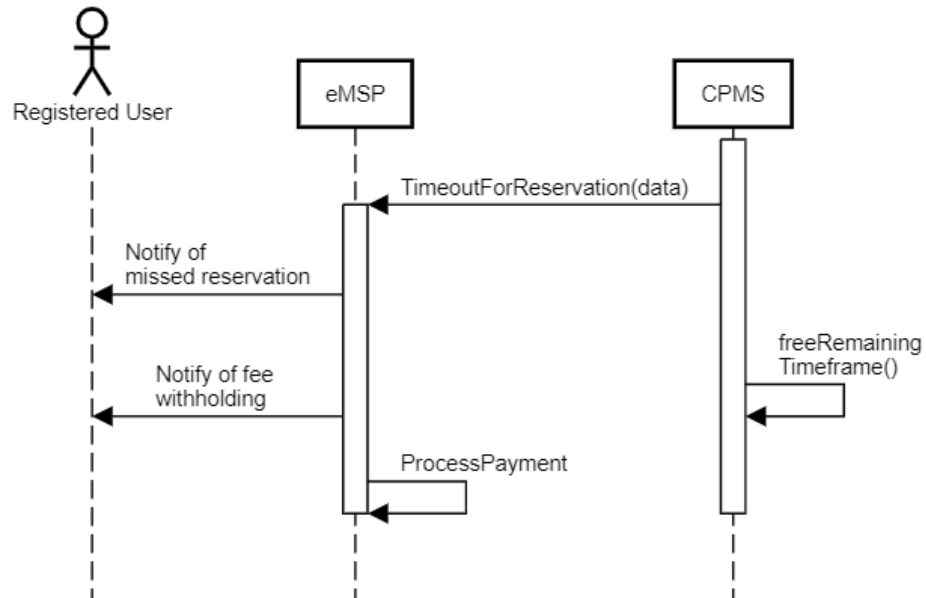 Registered User
eMSP
CPMS
TimeoutForReservation(data)
Notify of
missed reservation
freeRemaining
Timeframe()
Notify of fee
withholding
ProcessPayment